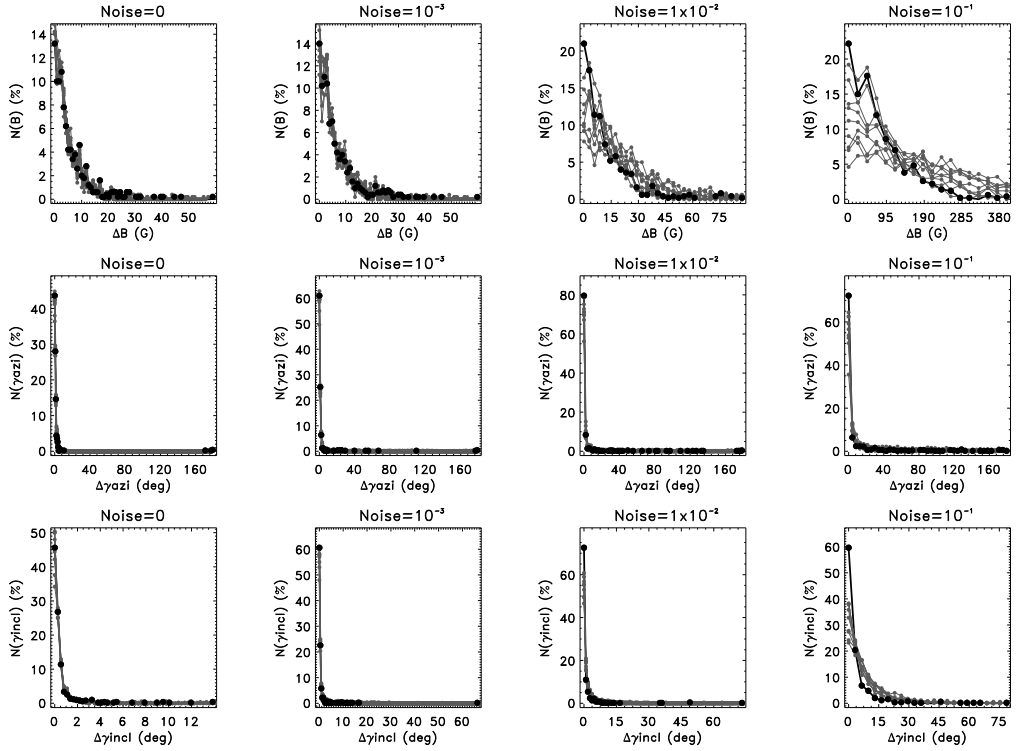 Noise=0 Noise=10⁻³ Noise=1x10⁻² Noise=10⁻¹
N(B) (%) N(B) (%) N(B) (%) N(B) (%)
14 12 10 8 6 4 2 0
14 12 10 8 6 4 2 0
20 15 10 5 0
25 20 15 10 5 0
0 10 20 30 40 50
0 10 20 30 40 50
0 15 30 45 60 75
0 95 190 285 380
ΔB (G) ΔB (G) ΔB (G) ΔB (G)
Noise=0 Noise=10⁻³ Noise=1x10⁻² Noise=10⁻¹
N(γazi) (%) N(γazi) (%) N(γazi) (%) N(γazi) (%)
40 30 20 10 0
60 50 40 30 20 10 0
80 60 40 20 0
80 60 40 20 0
0 40 80 120 160
0 40 80 120 160
0 40 80 120 160
0 40 80 120 160
Δγazi (deg) Δγazi (deg) Δγazi (deg) Δγazi (deg)
Noise=0 Noise=10⁻³ Noise=1x10⁻² Noise=10⁻¹
N(γincl) (%) N(γincl) (%) N(γincl) (%) N(γincl) (%)
50 40 30 20 10 0
60 50 40 30 20 10 0
60 40 20 0
60 50 40 30 20 10 0
0 2 4 6 8 10 12
0 10 20 30 40 50 60
0 20 40 60
0 15 30 45 60 75
Δγincl (deg) Δγincl (deg) Δγincl (deg) Δγincl (deg)